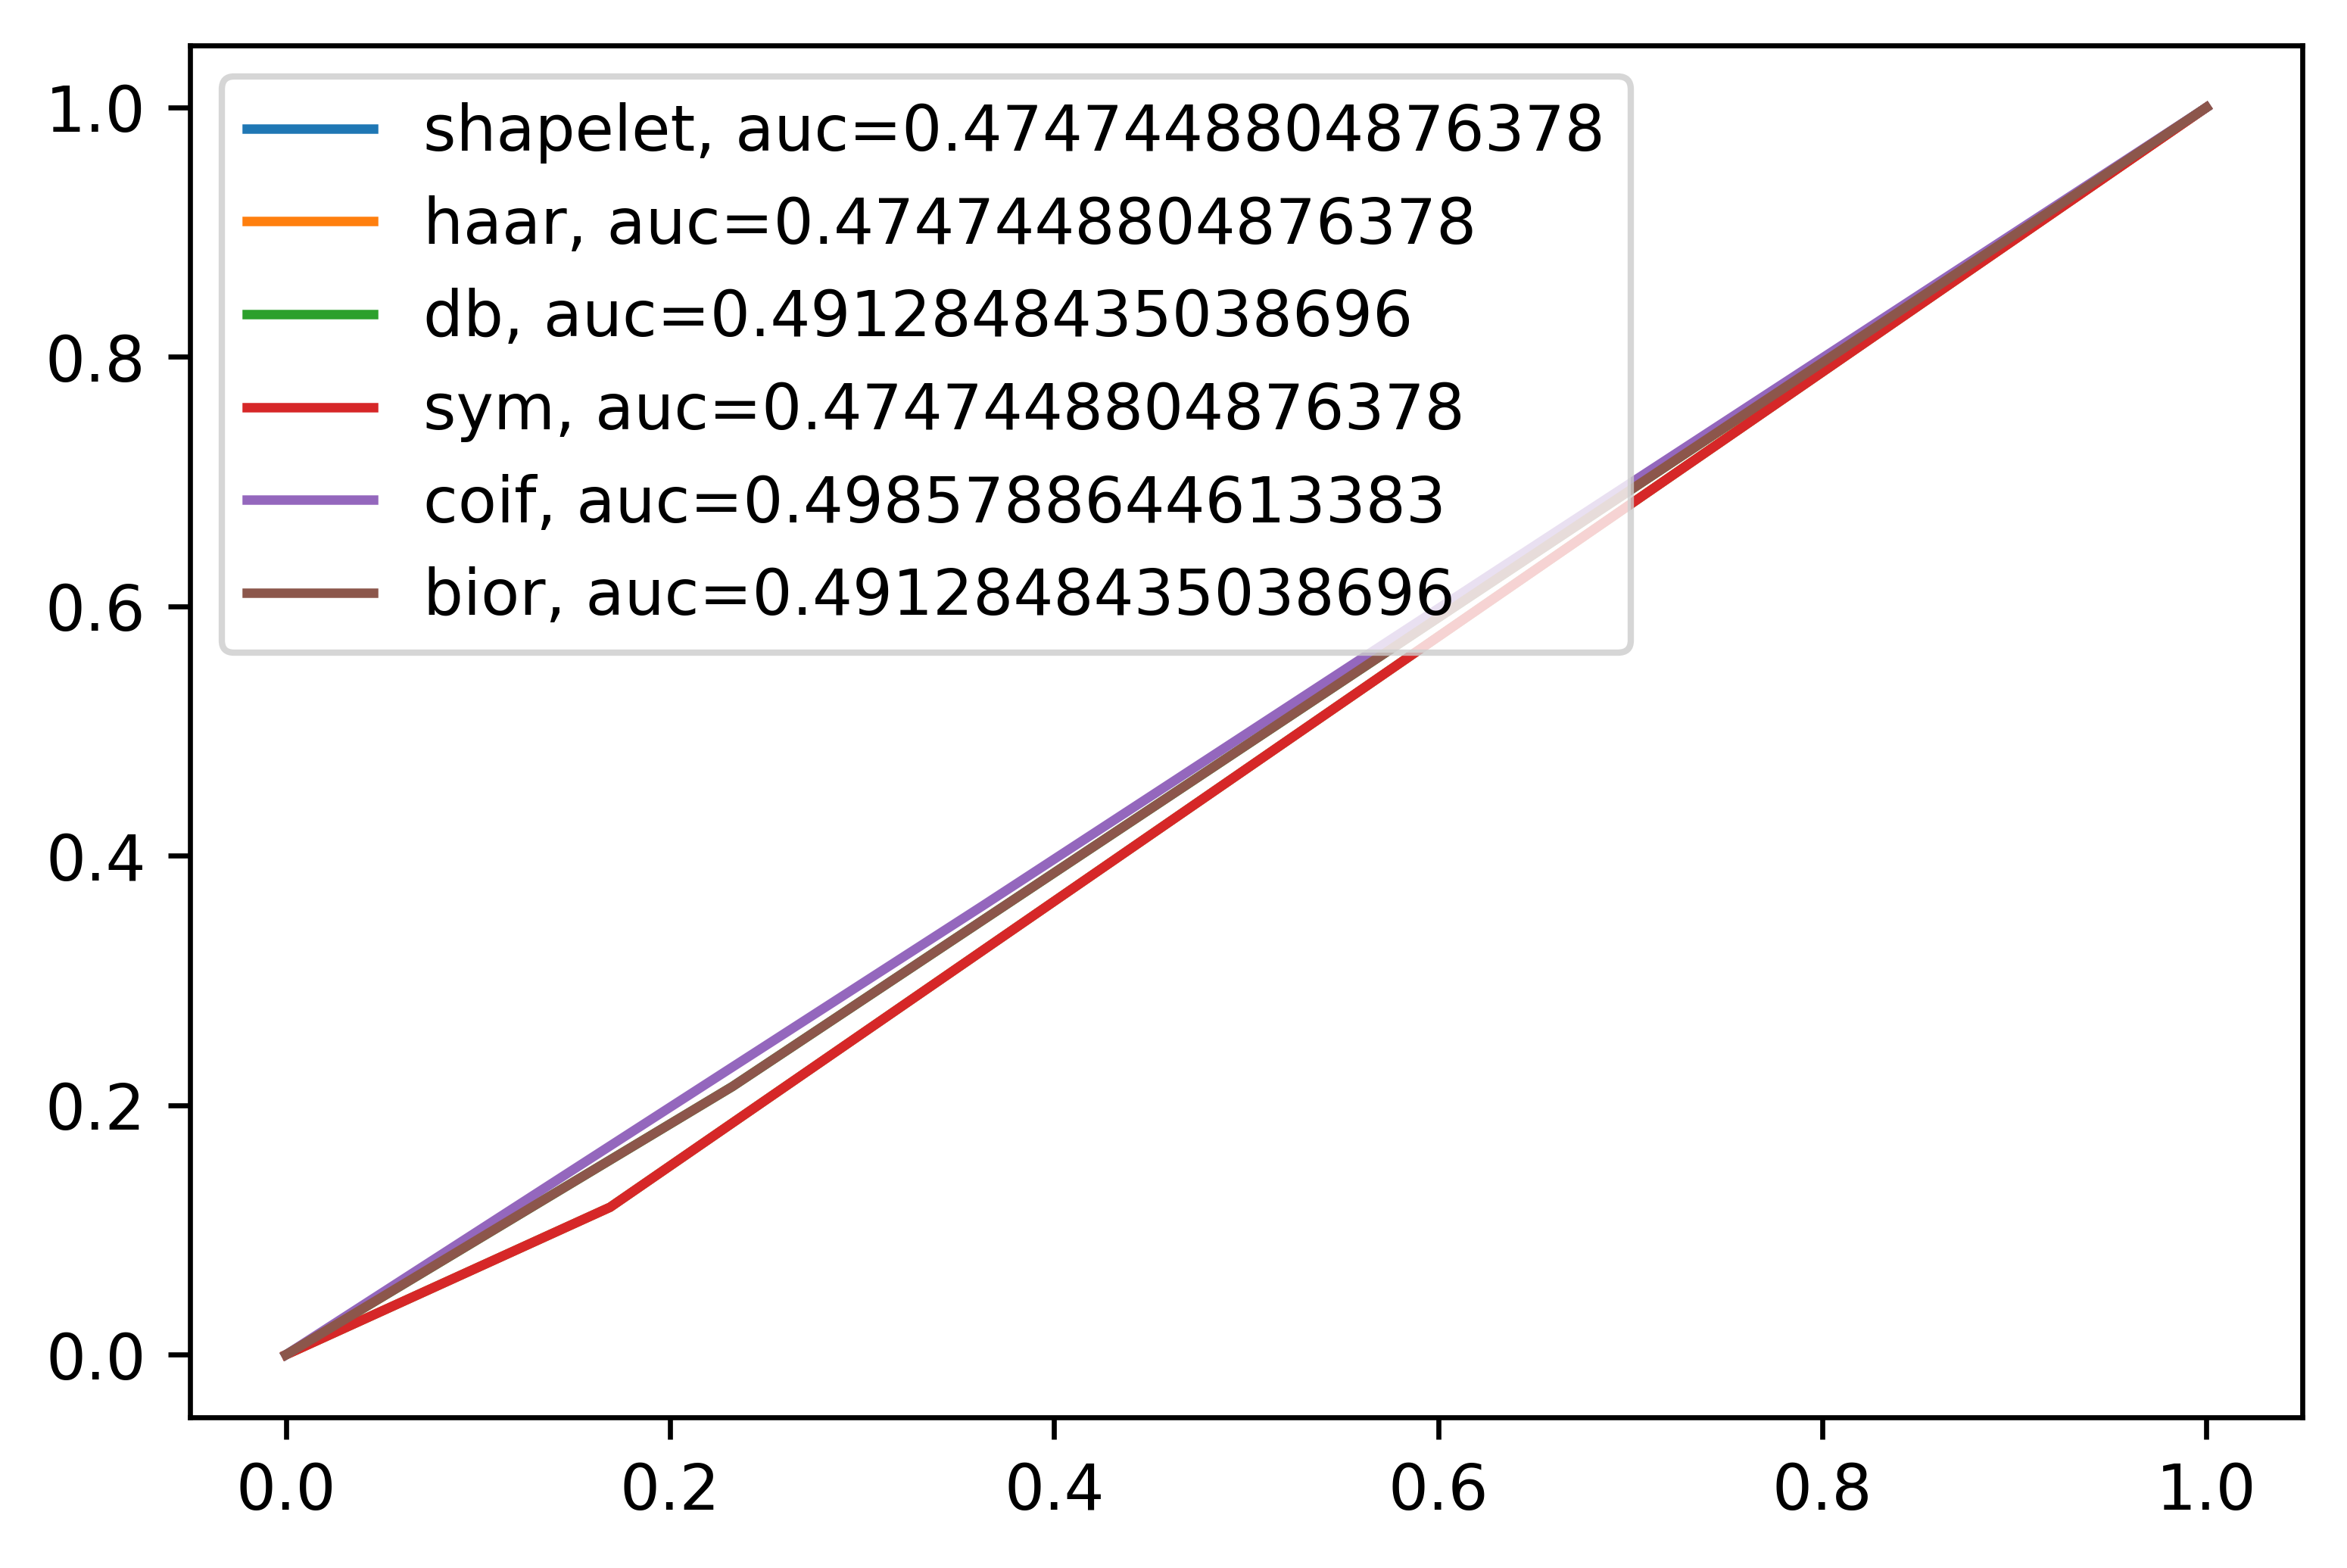 1.0
0.8
0.6
0.4
0.2
0.0
shapelet, auc=0.4747448804876378
haar, auc=0.4747448804876378
db, auc=0.4912848435038696
sym, auc=0.4747448804876378
coif, auc=0.4985788644613383
bior, auc=0.4912848435038696
0.0 0.2 0.4 0.6 0.8 1.0